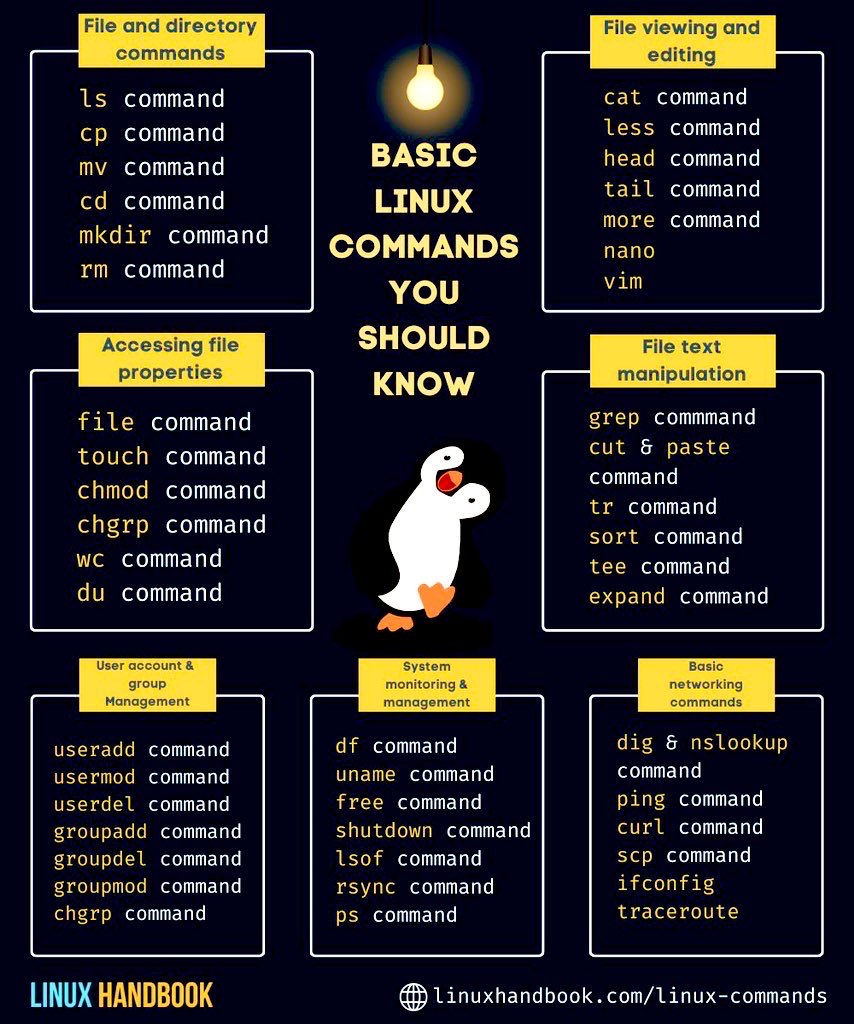 File and directory
commands
ls command
cp command
mv command
cd command
mkdir command
rm command
BASIC
LINUX
COMMANDS
YOU
SHOULD
KNOW
File viewing and
editing
cat command
less command
head command
tail command
more command
nano
vim
Accessing file
properties
file command
touch command
chmod command
chgrp command
wc command
du command
File text
manipulation
grep commmand
cut & paste
command
tr command
sort command
tee command
expand command
User account &
group
Management
useradd command
usermod command
userdel command
groupadd command
groupdel command
groupmod command
chgrp command
System
monitoring &
management
df command
uname command
free command
shutdown command
lsof command
rsync command
ps command
Basic
networking
commands
dig & nslookup
command
ping command
curl command
scp command
ifconfig
traceroute
LINUX HANDBOOK
linuxhandbook.com/linux-commands